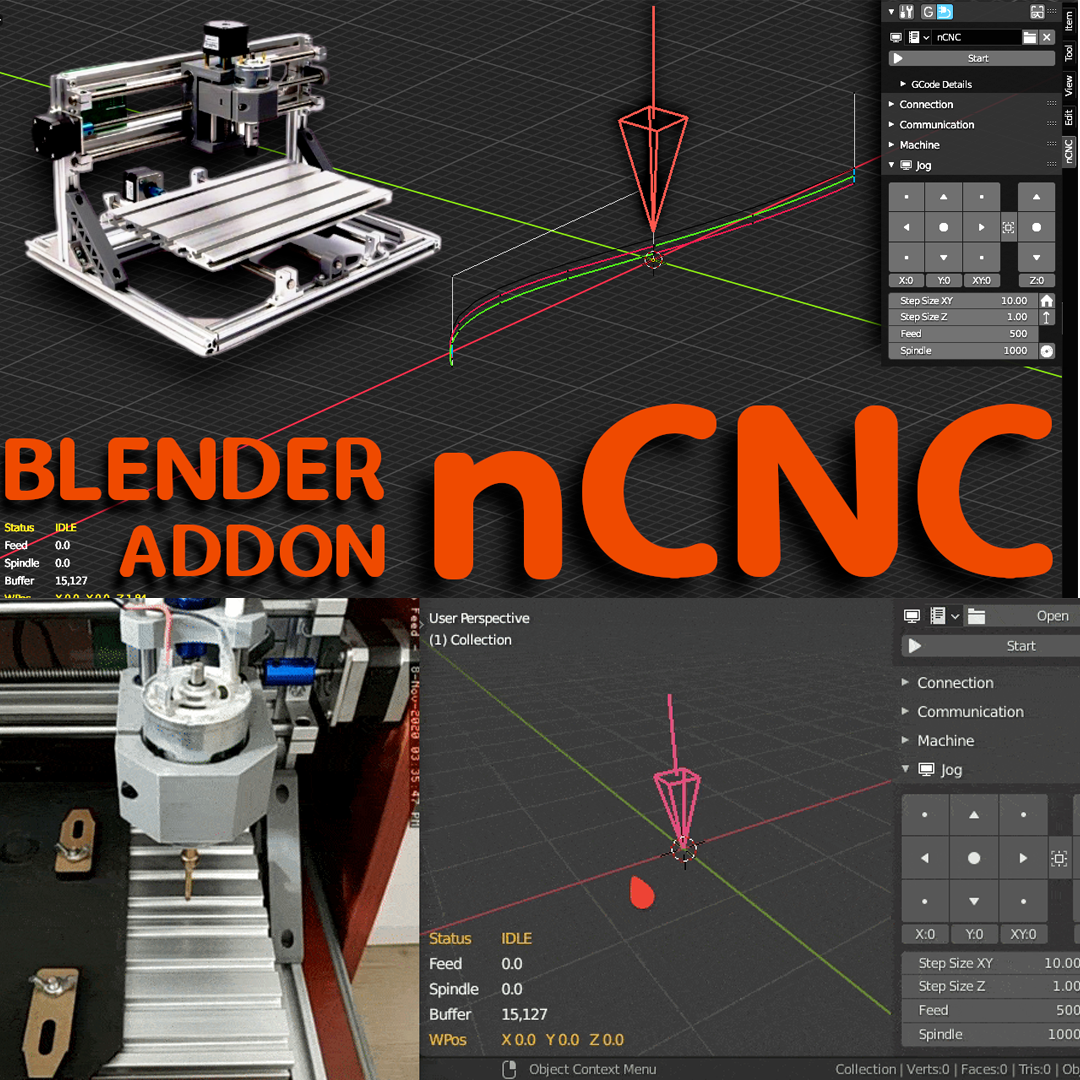 Item
Tool
View
Edit
nCNC
G
nCNC
Start
GCode Details
Connection
Communication
Machine
Jog
X:0 Y:0 XY:0 Z:0
Step Size XY 10.00
Step Size Z 1.00
Feed 500
Spindle 1000
BLENDER
ADDON
nCNC
Status IDLE
Feed 0.0
Spindle 0.0
Buffer 15,127
Feed - 8-Nov-2020 03:35:47 PM
User Perspective
(1) Collection
Open
Start
Connection
Communication
Machine
Jog
X:0 Y:0 XY:0
Step Size XY 10.00
Step Size Z 1.00
Feed 500
Spindle 1000
Status IDLE
Feed 0.0
Spindle 0.0
Buffer 15,127
WPos X 0.0 Y 0.0 Z 0.0
Object Context Menu
Collection | Verts:0 | Faces:0 | Tris:0 | Ob